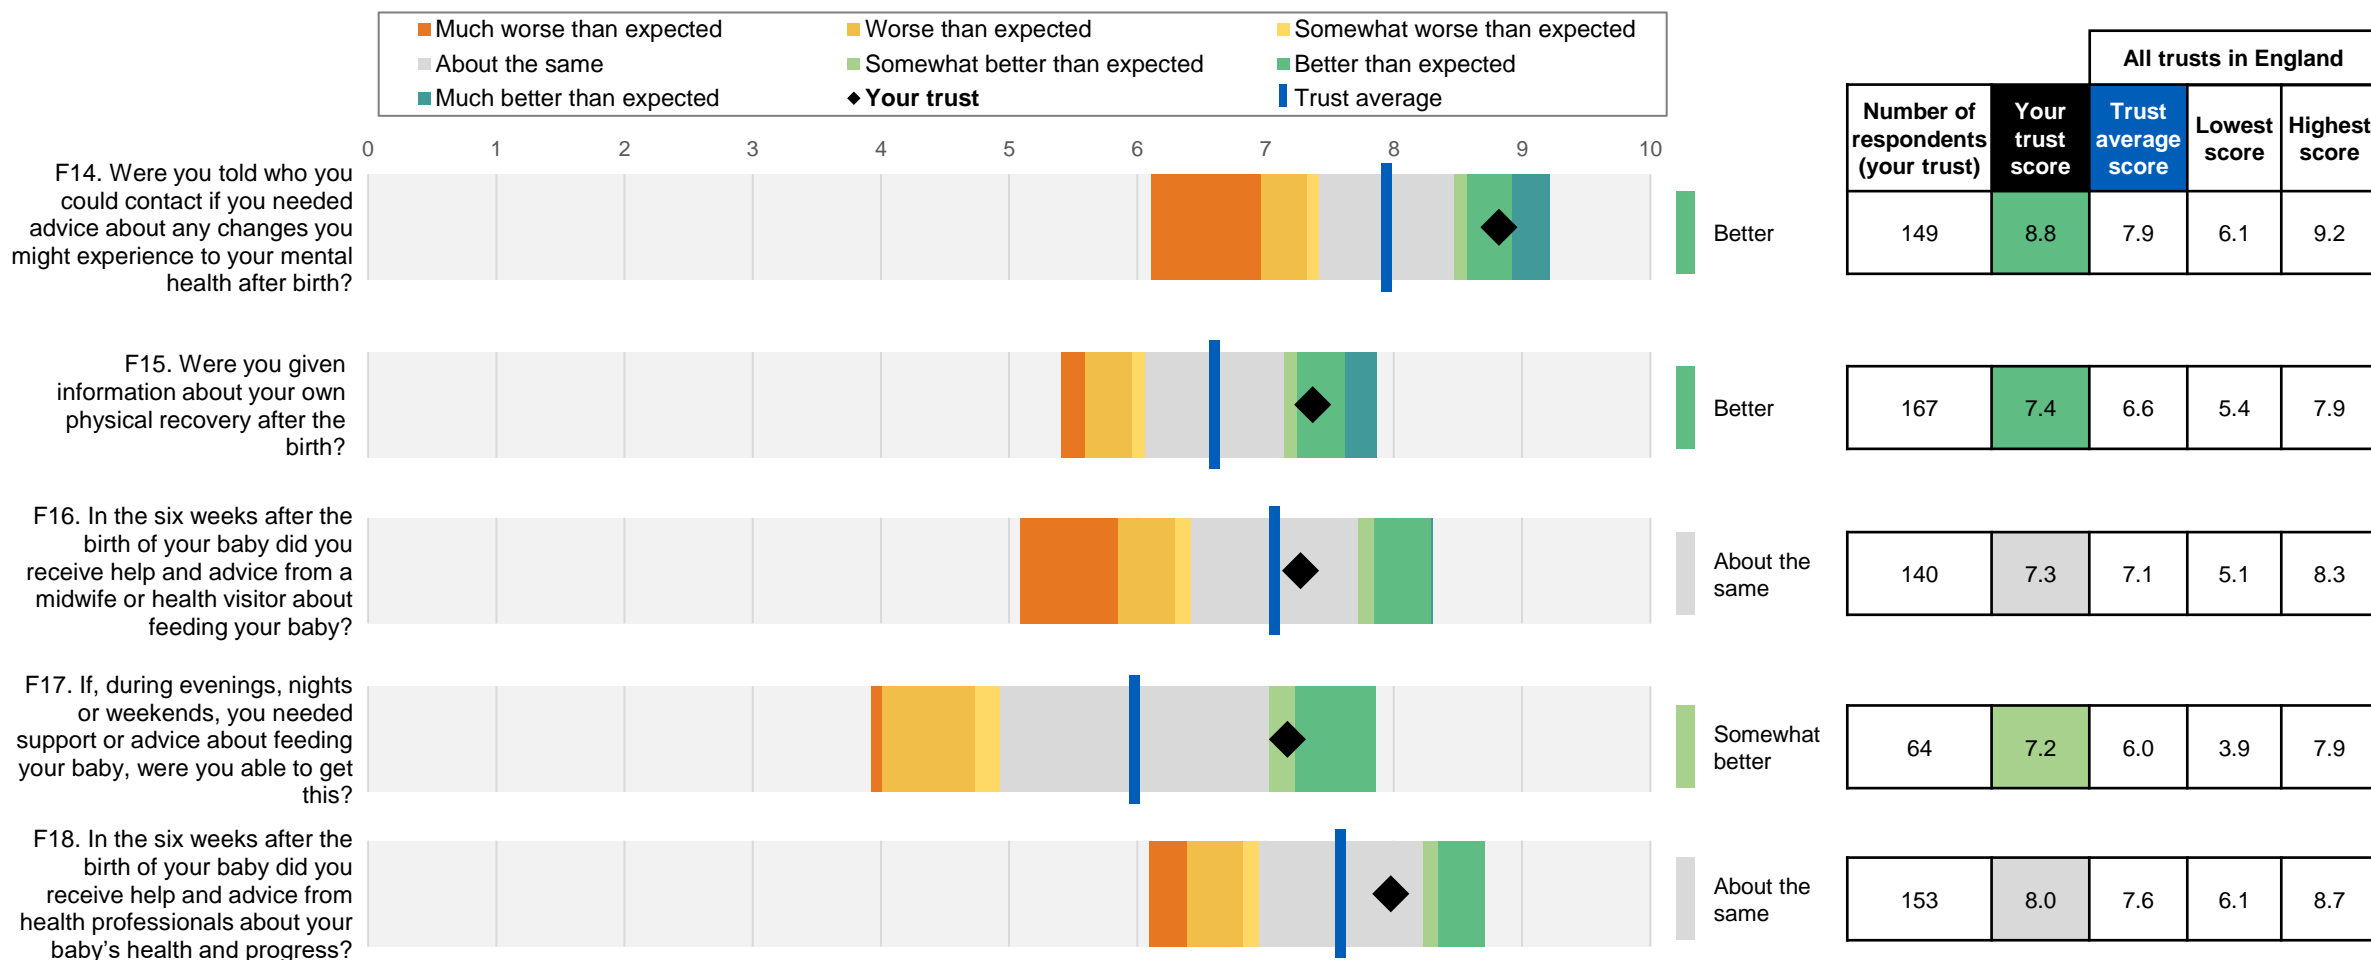 Much worse than expected
Worse than expected
Somewhat worse than expected
About the same
Somewhat better than expected
Better than expected
Much better than expected
Your trust
Trust average
All trusts in England
Number of
respondents
(your trust)
Your
trust
score
Trust
average
score
Lowest
score
Highest
score
0 1 2 3 4 5 6 7 8 9 10
F14. Were you told who you
could contact if you needed
advice about any changes you
might experience to your mental
health after birth?
Better
149 8.8 7.9 6.1 9.2
F15. Were you given
information about your own
physical recovery after the
birth?
Better
167 7.4 6.6 5.4 7.9
F16. In the six weeks after the
birth of your baby did you
receive help and advice from a
midwife or health visitor about
feeding your baby?
About the
same
140 7.3 7.1 5.1 8.3
F17. If, during evenings, nights
or weekends, you needed
support or advice about feeding
your baby, were you able to get
this?
Somewhat
better
64 7.2 6.0 3.9 7.9
F18. In the six weeks after the
birth of your baby did you
receive help and advice from
health professionals about your
baby’s health and progress?
About the
same
153 8.0 7.6 6.1 8.7